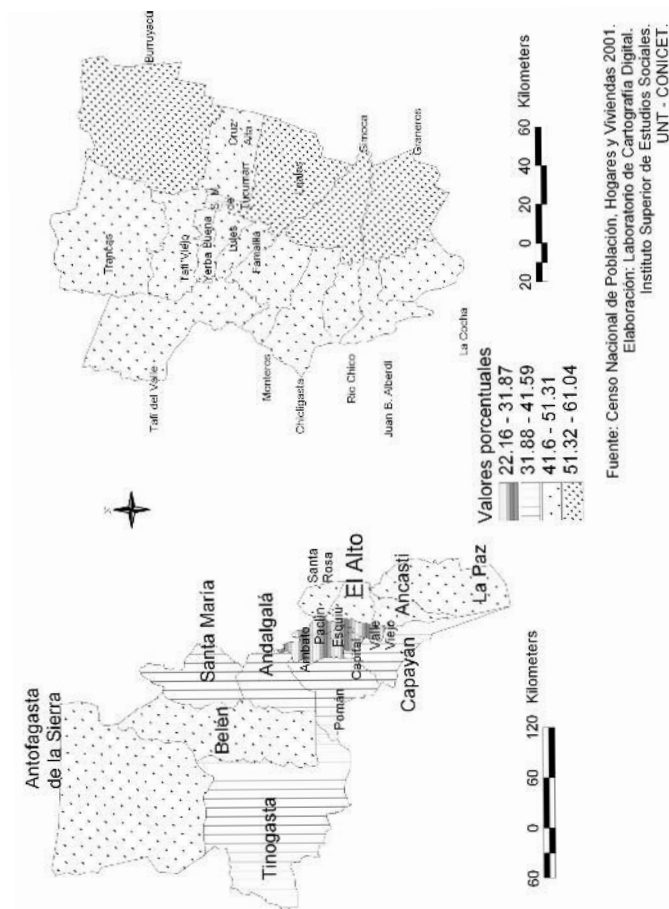 Antofagasta
de la Sierra
Santa María
Belén
Andalgalá
Tinogasta
Pomán
Ambato
Paclín
Santa
Rosa
Esquiú
El Alto
Capital
Valle
Viejo
Capayán
Ancasti
La Paz
60 0 60 120 Kilometers
N
Burruyacú
Trancas
Tafí del Valle
Tafí Viejo
Yerba Buena
S. M.
de
Tucumán
Cruz
Alta
Lules
Famaillá
Leales
Monteros
Chicligasta
Simoca
Río Chico
Graneros
Juan B. Alberdi
La Cocha
20 0 20 40 60 Kilometers
Valores porcentuales
22.16 - 31.87
31.88 - 41.59
41.6 - 51.31
51.32 - 61.04
Fuente: Censo Nacional de Población, Hogares y Viviendas 2001.
Elaboración: Laboratorio de Cartografía Digital.
Instituto Superior de Estudios Sociales.
UNT - CONICET.